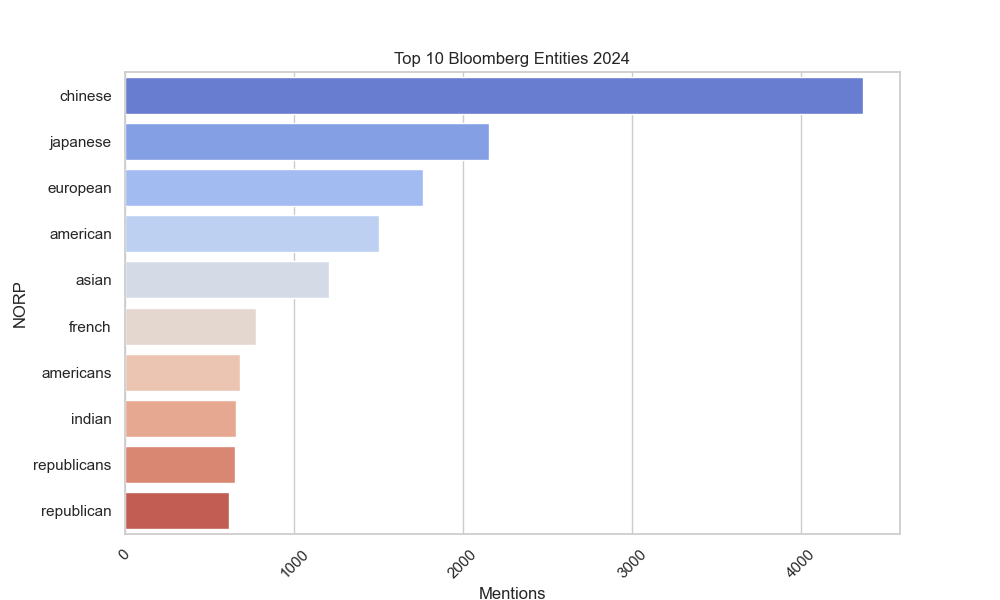 Top 10 Bloomberg Entities 2024
NORP
chinese
japanese
european
american
asian
french
americans
indian
republicans
republican
0 1000 2000 3000 4000
Mentions